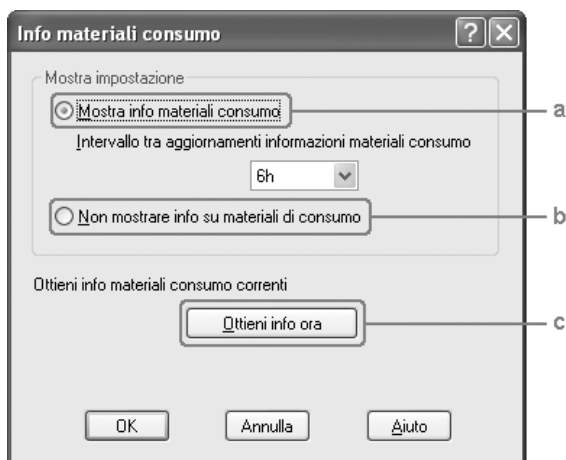 Info materiali consumo
Mostra impostazione
Mostra info materiali consumo
a
Intervallo tra aggiornamenti informazioni materiali consumo
6h
Non mostrare info su materiali di consumo
b
Ottieni info materiali consumo correnti
Ottieni info ora
c
OK Annulla Aiuto